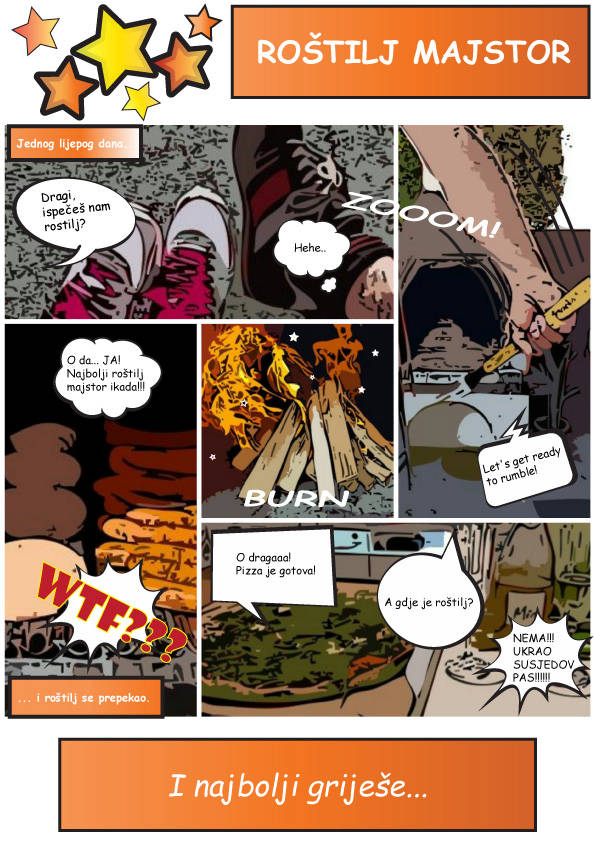 ROŠTILJ MAJSTOR
Jednog lijepog dana.
Dragi,
ispečeš nam
rostilj?
Hehe..
ZOOOM!
Let's get ready
to rumble!
O da... JA!
Najbolji roštilj
majstor ikada!!!
BURN
WTF???
... i roštilj se prepekao.
O dragaaa!
Pizza je gotova!
A gdje je roštilj?
NEMA!!!
UKRAO
SUSJEDOV
PAS!!!!!!
I najbolji griješe...